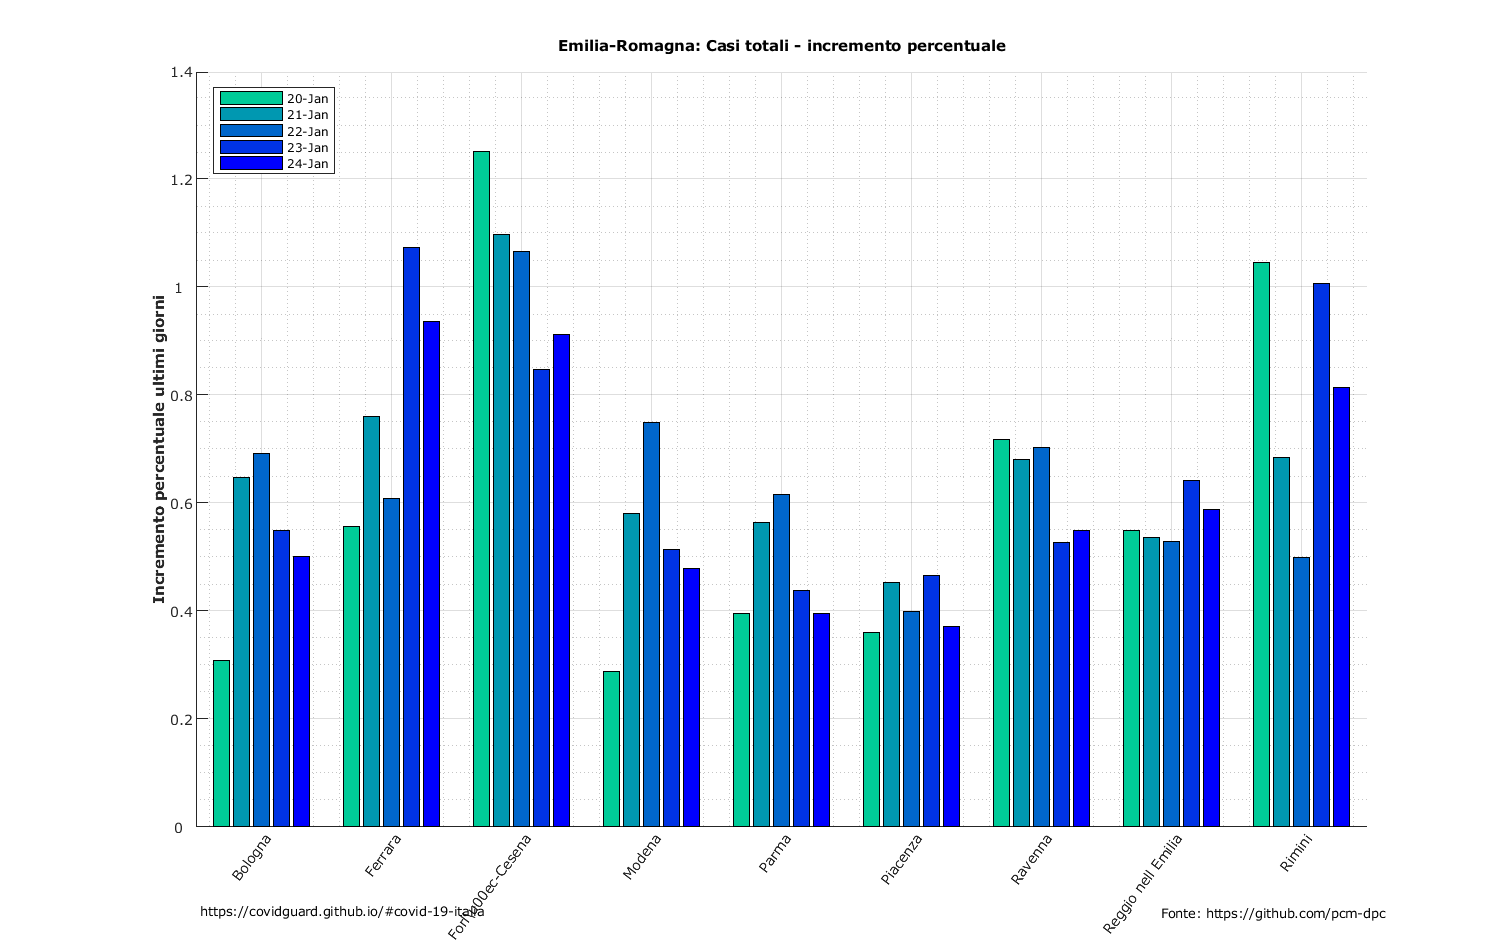 Emilia-Romagna: Casi totali - incremento percentuale
Incremento percentuale ultimi giorni
1.4
1.2
1
0.8
0.6
0.4
0.2
0
20-Jan
21-Jan
22-Jan
23-Jan
24-Jan
Bologna
Ferrara
Modena
Parma
Piacenza
Ravenna
Reggio nell Emilia
Rimini
https://covidguard.github.io/#covid-19-italia
Fonte: https://github.com/pcm-dpc